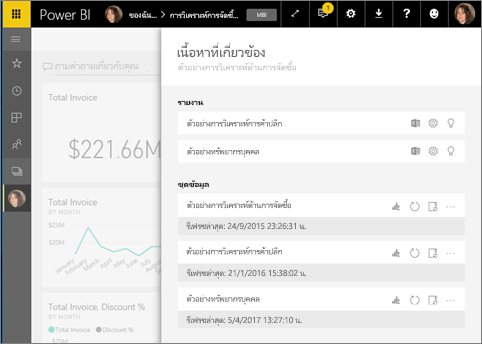 Power BI
ของฉัน... > การวิเคราะห์การจัดซื้... >
MBI
1
ถามคำถามเกี่ยวกับคุณ
Total Invoice
$221.66M
Total Invoice
BY MONTH
$25M
$20M
January
February
March
April
May
June
July
August
Total Invoice, Discount %
BY MONTH
Total Invoice Discount %
$25M
เนื้อหาที่เกี่ยวข้อง
ตัวอย่างการวิเคราะห์ด้านการจัดซื้อ
รายงาน
ตัวอย่างการวิเคราะห์การค้าปลีก
ตัวอย่างทรัพยากรบุคคล
ชุดข้อมูล
ตัวอย่างการวิเคราะห์ด้านการจัดซื้อ
รีเฟรชล่าสุด: 24/9/2015 23:26:31 น.
ตัวอย่างการวิเคราะห์การค้าปลีก
รีเฟรชล่าสุด: 21/1/2016 15:38:02 น.
ตัวอย่างทรัพยากรบุคคล
รีเฟรชล่าสุด: 5/4/2017 13:27:10 น.